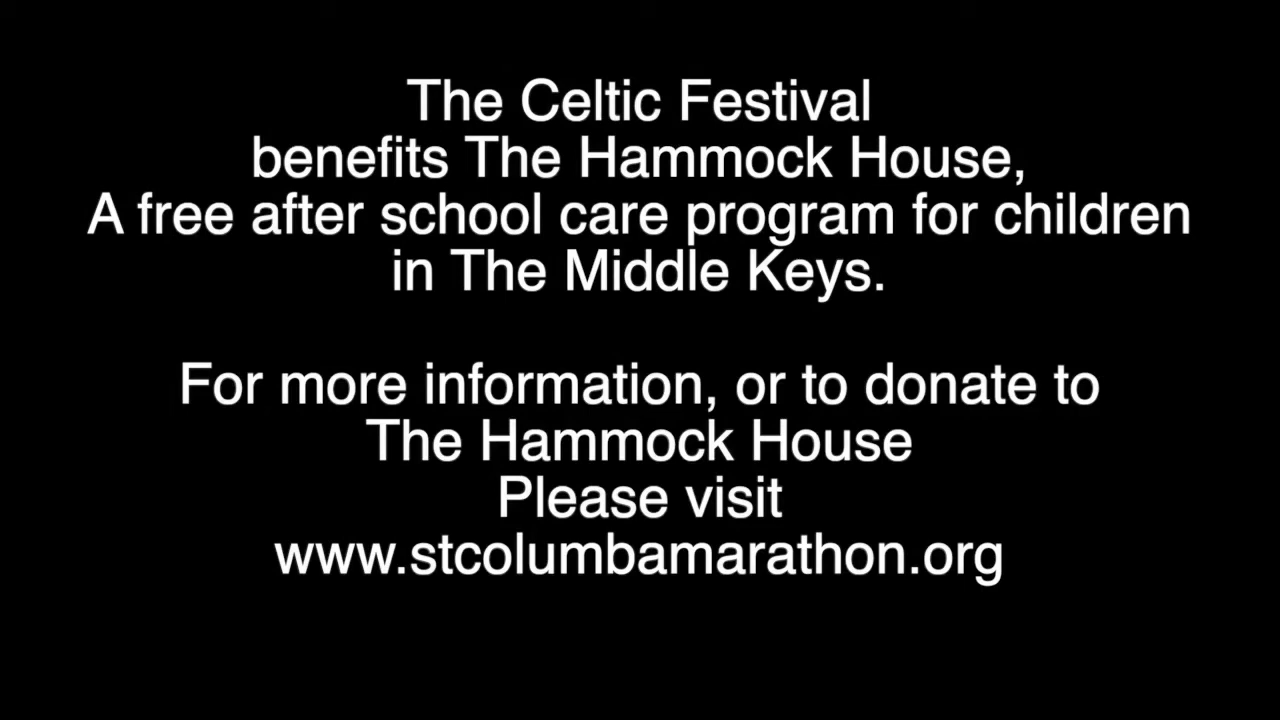 The Celtic Festival
benefits The Hammock House,
A free after school care program for children
in The Middle Keys.
For more information, or to donate to
The Hammock House
Please visit
www.stcolumbamarathon.org